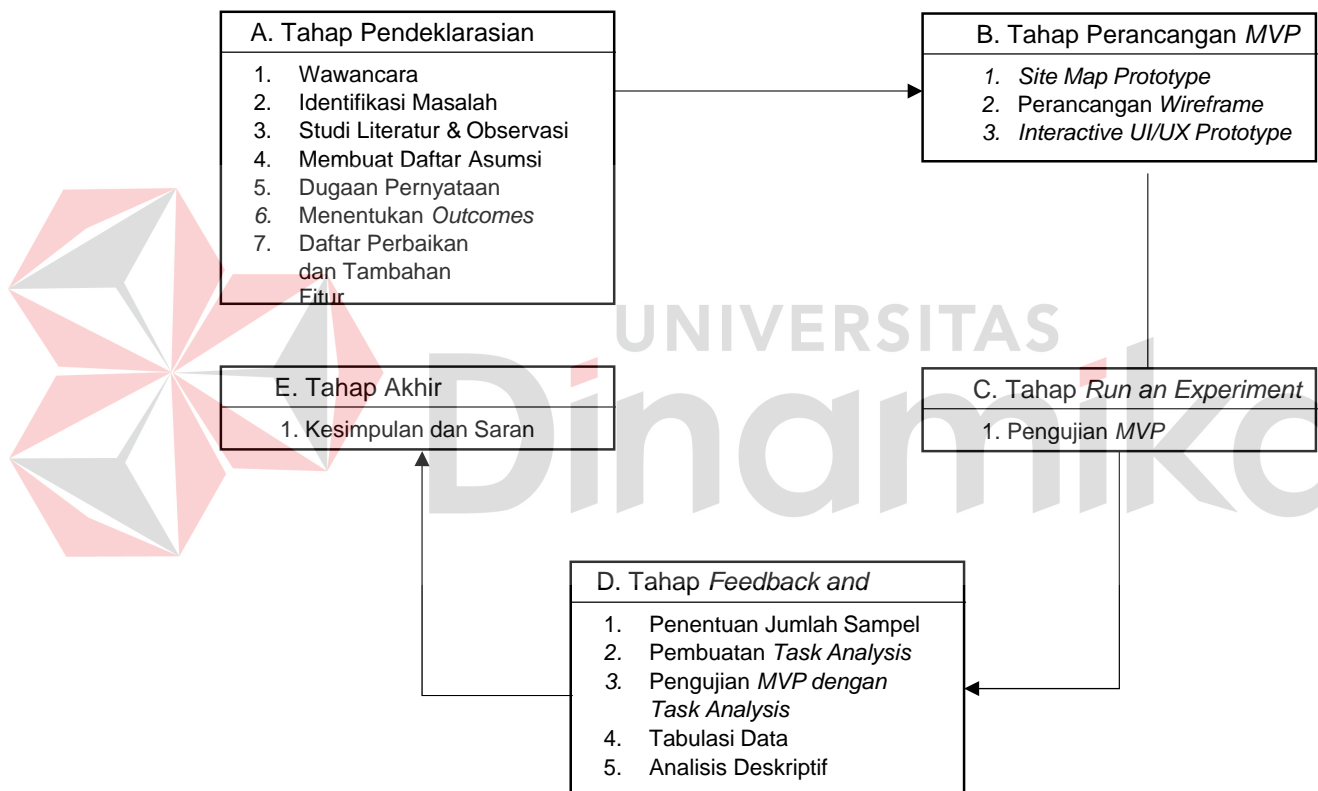 A. Tahap Pendeklarasian
1. Wawancara
2. Identifikasi Masalah
3. Studi Literatur & Observasi
4. Membuat Daftar Asumsi
5. Dugaan Pernyataan
6. Menentukan Outcomes
7. Daftar Perbaikan
dan Tambahan
Fitur
B. Tahap Perancangan MVP
1. Site Map Prototype
2. Perancangan Wireframe
3. Interactive UI/UX Prototype
UNIVERSITAS
Dinamika
C. Tahap Run an Experiment
1. Pengujian MVP
D. Tahap Feedback and
1. Penentuan Jumlah Sampel
2. Pembuatan Task Analysis
3. Pengujian MVP dengan
Task Analysis
4. Tabulasi Data
5. Analisis Deskriptif
E. Tahap Akhir
1. Kesimpulan dan Saran